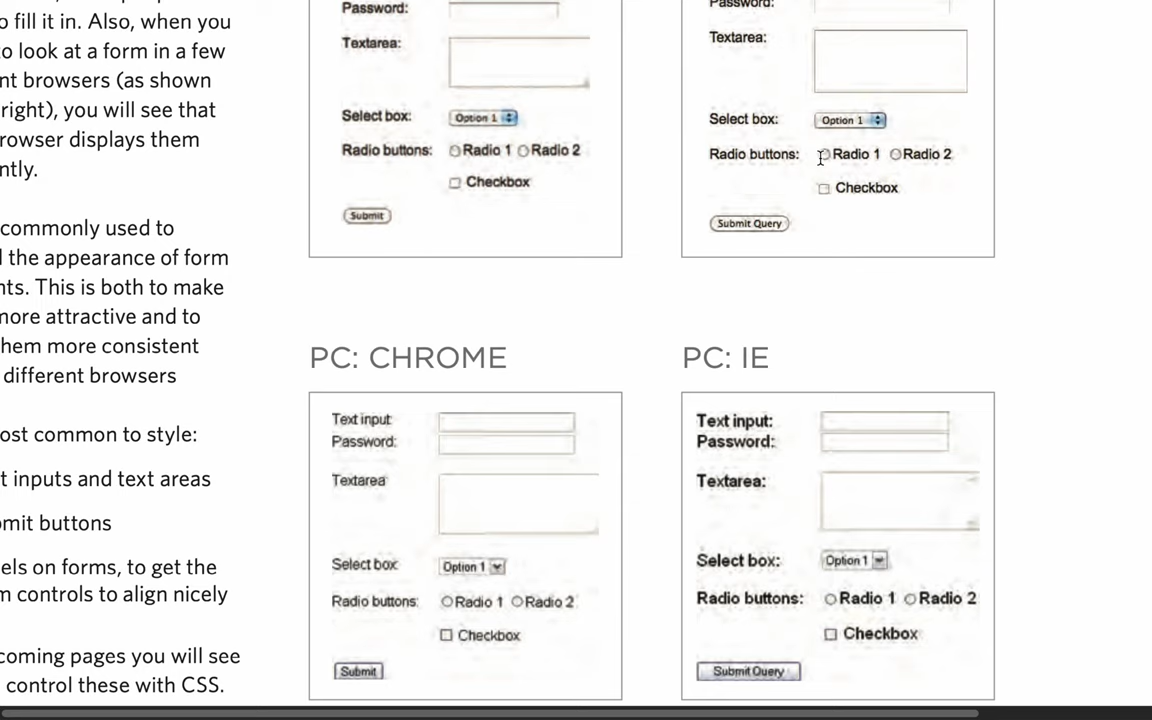 o fill it in. Also, when you
to look at a form in a few
nt browsers (as shown
right), you will see that
rowser displays them
ntly.
commonly used to
the appearance of form
nts. This is both to make
more attractive and to
hem more consistent
different browsers
ost common to style:
t inputs and text areas
omit buttons
els on forms, to get the
m controls to align nicely
coming pages you will see
control these with CSS.
Password:
Textarea:
Select box: Option 1
Radio buttons: Radio 1 Radio 2
Checkbox
Submit
Password:
Textarea:
Select box: Option 1
Radio buttons: Radio 1 Radio 2
Checkbox
Submit Query
PC: CHROME
Text input:
Password:
Textarea
Select box Option 1
Radio buttons: Radio 1 Radio 2
Checkbox
Submit
PC: IE
Text input:
Password:
Textarea:
Select box: Option 1
Radio buttons: Radio 1 Radio 2
Checkbox
Submit Query